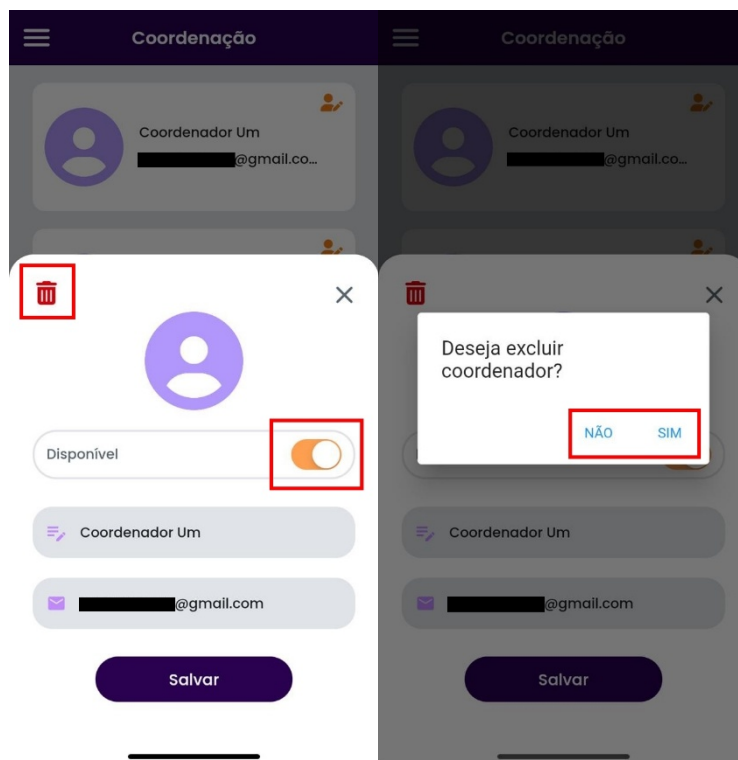 Coordenação
Coordenador Um
@gmail.co...
Disponível
Coordenador Um
@gmail.com
Salvar
Coordenação
Coordenador Um
@gmail.co...
Deseja excluir
coordenador?
NÃO SIM
Coordenador Um
@gmail.com
Salvar